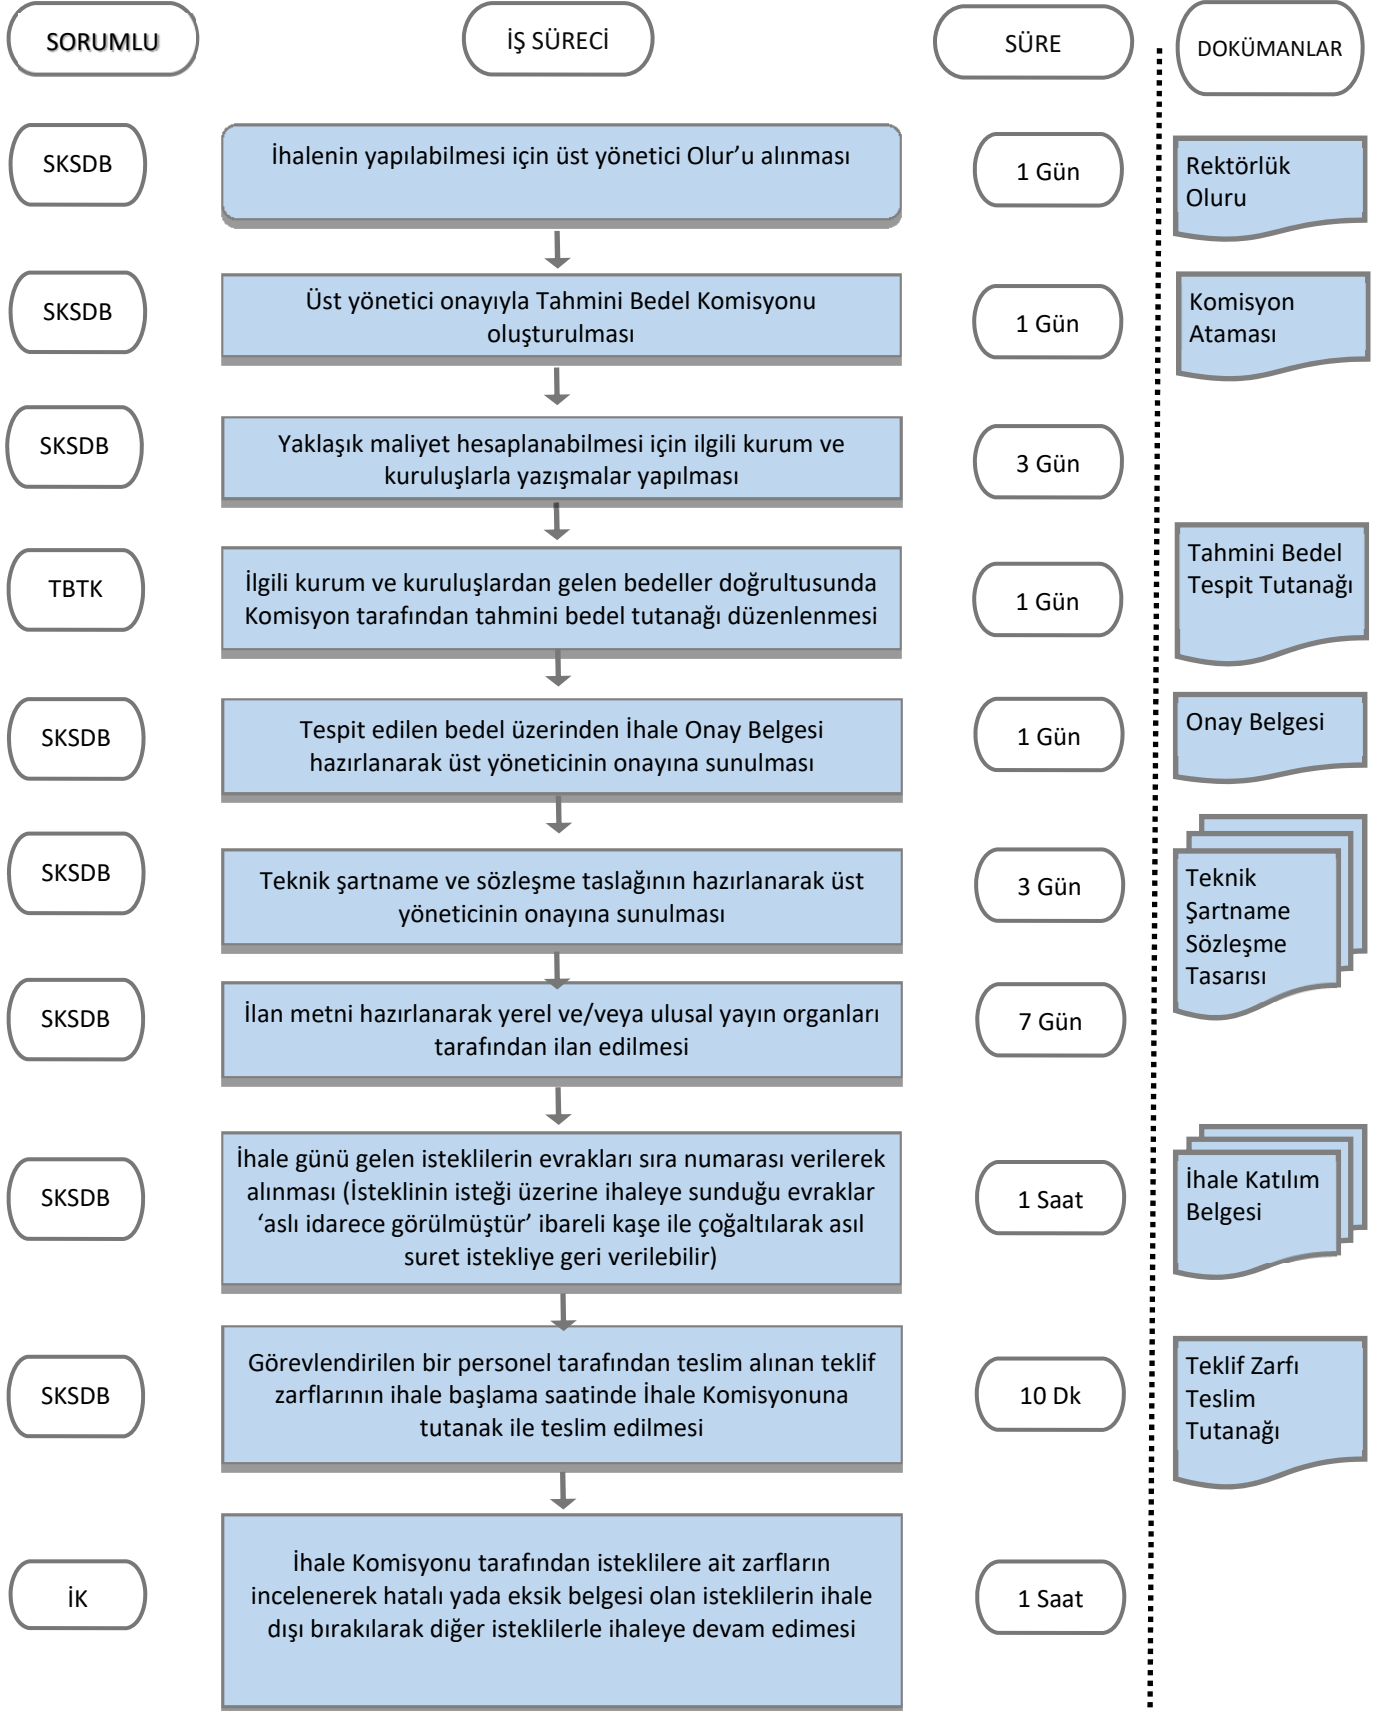 SORUMLU
İŞ SÜRECİ
SÜRE
DOKÜMANLAR
SKSDB
İhalenin yapılabilmesi için üst yönetici Olur’u alınması
1 Gün
Rektörlük
Oluru
SKSDB
Üst yönetici onayıyla Tahmini Bedel Komisyonu
oluşturulması
1 Gün
Komisyon
Ataması
SKSDB
Yaklaşık maliyet hesaplanabilmesi için ilgili kurum ve
kuruluşlarla yazışmalar yapılması
3 Gün
TBTK
İlgili kurum ve kuruluşlardan gelen bedeller doğrultusunda
Komisyon tarafından tahmini bedel tutanağı düzenlenmesi
1 Gün
Tahmini Bedel
Tespit Tutanağı
SKSDB
Tespit edilen bedel üzerinden İhale Onay Belgesi
hazırlanarak üst yöneticinin onayına sunulması
1 Gün
Onay Belgesi
SKSDB
Teknik şartname ve sözleşme taslağının hazırlanarak üst
yöneticinin onayına sunulması
3 Gün
Teknik
Şartname
Sözleşme
Tasarısı
SKSDB
İlan metni hazırlanarak yerel ve/veya ulusal yayın organları
tarafından ilan edilmesi
7 Gün
SKSDB
İhale günü gelen isteklilerin evrakları sıra numarası verilerek
alınması (İsteklinin isteği üzerine ihaleye sunduğu evraklar
‘aslı idarece görülmüştür’ ibareli kaşe ile çoğaltılarak asıl
suret istekliye geri verilebilir)
1 Saat
İhale Katılım
Belgesi
SKSDB
Görevlendirilen bir personel tarafından teslim alınan teklif
zarflarının ihale başlama saatinde İhale Komisyonuna
tutanak ile teslim edilmesi
10 Dk
Teklif Zarfı
Teslim
Tutanağı
İK
İhale Komisyonu tarafından isteklilere ait zarfların
incelenerek hatalı yada eksik belgesi olan isteklilerin ihale
dışı bırakılarak diğer isteklilerle ihaleye devam edimesi
1 Saat